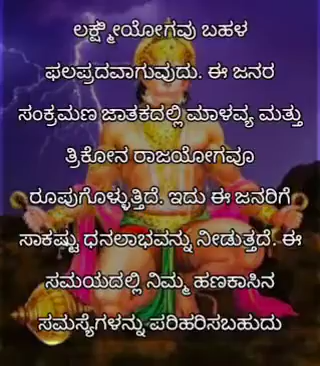 ಲಕ್ಷ್ಮೀಯೋಗವು ಬಹಳ
ಫಲಪ್ರದವಾಗುವುದು. ಈ ಜನರ
ಸಂಕ್ರಮಣ ಜಾತಕದಲ್ಲಿ ಮಾಳವ್ಯ ಮತ್ತು
ತ್ರಿಕೋನ ರಾಜಯೋಗವೂ
ರೂಪುಗೊಳ್ಳುತ್ತಿದೆ. ಇದು ಈ ಜನರಿಗೆ
ಸಾಕಷ್ಟು ಧನಲಾಭವನ್ನು ನೀಡುತ್ತದೆ. ಈ
ಸಮಯದಲ್ಲಿ ನಿಮ್ಮ ಹಣಕಾಸಿನ
ಸಮಸ್ಯೆಗಳನ್ನು ಪರಿಹರಿಸಬಹುದು